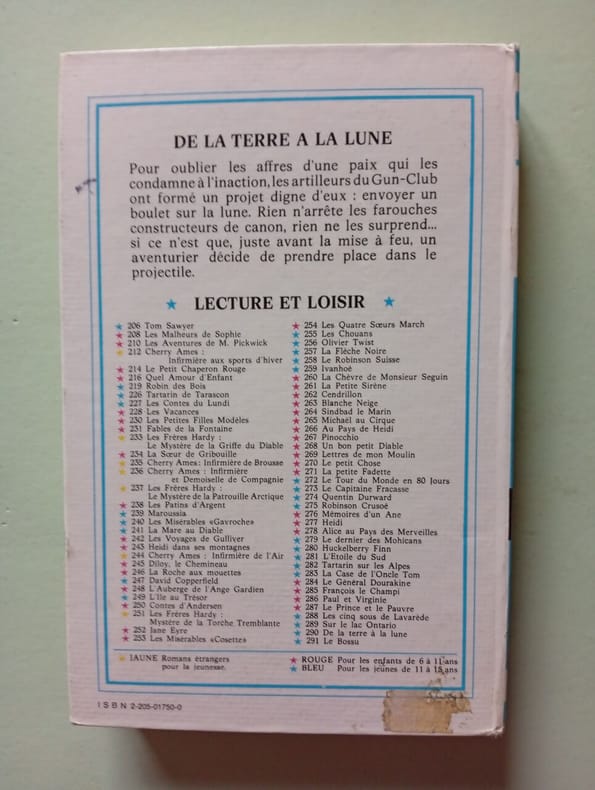 DE LA TERRE A LA LUNE
Pour oublier les affres d'une paix qui les
condamne à l'inaction, les artilleurs du Gun-Club
ont formé un projet digne d'eux : envoyer un
boulet sur la lune. Rien n'arrête les farouches
constructeurs de canon, rien ne les surprend...
si ce n'est que, juste avant la mise à feu, un
aventurier décide de prendre place dans le
projectile.
★ LECTURE ET LOISIR ★
★ 206 Tom Sawyer
★ 208 Les Malheurs de Sophie
★ 210 Les Aventures de M. Pickwick
★ 212 Cherry Ames :
Infirmière aux sports d'hiver
★ 214 Le Petit Chaperon Rouge
★ 216 Quel Amour d'Enfant
★ 219 Robin des Bois
★ 226 Tartarin de Tarascon
★ 227 Les Contes du Lundi
★ 228 Les Vacances
★ 230 Les Petites Filles Modèles
★ 231 Fables de la Fontaine
★ 233 Les Frères Hardy :
Le Mystère de la Griffe du Diable
★ 234 La Sœur de Gribouille
★ 235 Cherry Ames: Infirmière de Brousse
★ 236 Cherry Ames: Infirmière
et Demoiselle de Compagnie
★ 237 Les Frères Hardy :
Le Mystère de la Patrouille Arctique
★ 238 Les Patins d'Argent
★ 239 Maroussia
★ 240 Les Misérables «Gavroche»
★ 241 La Mare au Diable
★ 242 Les Voyages de Gulliver
★ 243 Heidi dans ses montagnes
★ 244 Cherry Ames : Infirmière de l'Air
★ 245 Diloy, le Chemineau
★ 246 La Roche aux mouettes
★ 247 David Copperfield
★ 248 L'Auberge de l'Ange Gardien
★ 249 L'Ile au Trésor
★ 250 Contes d'Andersen
★ 251 Les Frères Hardy :
Mystère de la Torche Tremblante
★ 252 Jane Eyre
★ 253 Les Misérables «Cosette»
★ 254 Les Quatre Sœurs March
★ 255 Les Chouans
★ 256 Olivier Twist
★ 257 La Flèche Noire
★ 258 Le Robinson Suisse
★ 259 Ivanhoé
★ 260 La Chèvre de Monsieur Seguin
★ 261 La Petite Sirène
★ 262 Cendrillon
★ 263 Blanche Neige
★ 264 Sindbad le Marin
★ 265 Michaël au Cirque
★ 266 Au Pays de Heidi
★ 267 Pinocchio
★ 268 Un bon petit Diable
★ 269 Lettres de mon Moulin
★ 270 Le petit Chose
★ 271 La petite Fadette
★ 272 Le Tour du Monde en 80 Jours
★ 273 Le Capitaine Fracasse
★ 274 Quentin Durward
★ 275 Robinson Crusoé
★ 276 Mémoires d'un Ane
★ 277 Heidi
★ 278 Alice au Pays des Merveilles
★ 279 Le dernier des Mohicans
★ 280 Huckelberry Finn
★ 281 L'Etoile du Sud
★ 282 Tartarin sur les Alpes
★ 283 La Case de l'Oncle Tom
★ 284 Le Général Dourakine
★ 285 François le Champi
★ 286 Paul et Virginie
★ 287 Le Prince et le Pauvre
★ 288 Les cinq sous de Lavarède
★ 289 Sur le lac Ontario
★ 290 De la terre à la lune
★ 291 Le Bossu
★ JAUNE Romans étrangers
pour la jeunesse.
★ ROUGE Pour les enfants de 6 à 11 ans
★ BLEU Pour les jeunes de 11 à 15 ans
ISBN 2-205-01750-0